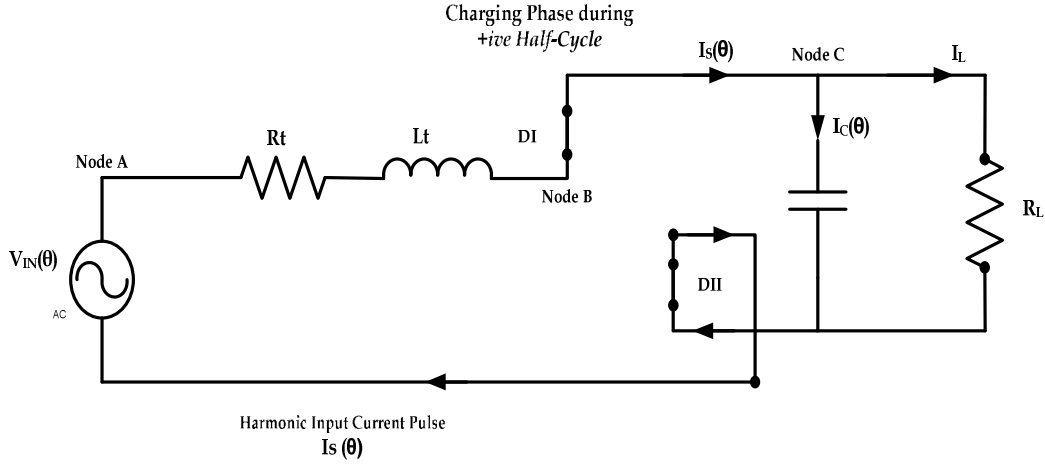 Charging Phase during
+ive Half-Cycle
Is(θ)
Node C
IL
Rt
Lt
DI
IC(θ)
Node A
Node B
RL
VIN(θ)
DII
AC
Harmonic Input Current Pulse
Is (θ)